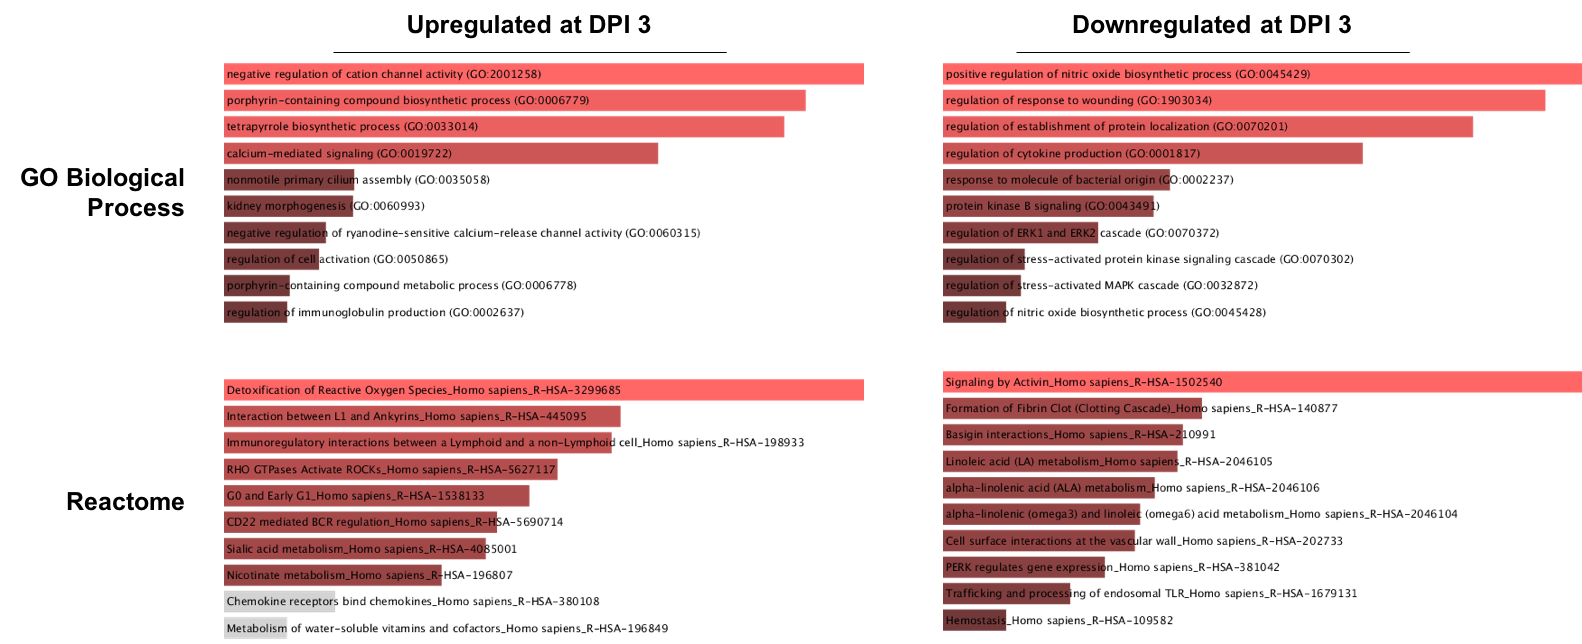 Upregulated at DPI 3
Downregulated at DPI 3
GO Biological
Process
negative regulation of cation channel activity (GO:2001258)
porphyrin-containing compound biosynthetic process (GO:0006779)
tetrapyrrole biosynthetic process (GO:0033014)
calcium-mediated signaling (GO:0019722)
nonmotile primary cilium assembly (GO:0035058)
kidney morphogenesis (GO:0060993)
negative regulation of ryanodine-sensitive calcium-release channel activity (GO:0060315)
regulation of cell activation (GO:0050865)
porphyrin-containing compound metabolic process (GO:0006778)
regulation of immunoglobulin production (GO:0002637)
positive regulation of nitric oxide biosynthetic process (GO:0045429)
regulation of response to wounding (GO:1903034)
regulation of establishment of protein localization (GO:0070201)
regulation of cytokine production (GO:0001817)
response to molecule of bacterial origin (GO:0002237)
protein kinase B signaling (GO:0043491)
regulation of ERK1 and ERK2 cascade (GO:0070372)
regulation of stress-activated protein kinase signaling cascade (GO:0070302)
regulation of stress-activated MAPK cascade (GO:0032872)
regulation of nitric oxide biosynthetic process (GO:0045428)
Reactome
Detoxification of Reactive Oxygen Species_Homo sapiens_R-HSA-3299685
Interaction between L1 and Ankyrins_Homo sapiens_R-HSA-445095
Immunoregulatory interactions between a Lymphoid and a non-Lymphoid cell_Homo sapiens_R-HSA-198933
RHO GTPases Activate ROCKs_Homo sapiens_R-HSA-5627117
G0 and Early G1_Homo sapiens_R-HSA-1538133
CD22 mediated BCR regulation_Homo sapiens_R-HSA-5690714
Sialic acid metabolism_Homo sapiens_R-HSA-4085001
Nicotinate metabolism_Homo sapiens_R-HSA-196807
Chemokine receptors bind chemokines_Homo sapiens_R-HSA-380108
Metabolism of water-soluble vitamins and cofactors_Homo sapiens_R-HSA-196849
Signaling by Activin_Homo sapiens_R-HSA-1502540
Formation of Fibrin Clot (Clotting Cascade)_Homo sapiens_R-HSA-140877
Basigin interactions_Homo sapiens_R-HSA-210991
Linoleic acid (LA) metabolism_Homo sapiens_R-HSA-2046105
alpha-linolenic acid (ALA) metabolism_Homo sapiens_R-HSA-2046106
alpha-linolenic (omega3) and linoleic (omega6) acid metabolism_Homo sapiens_R-HSA-2046104
Cell surface interactions at the vascular wall_Homo sapiens_R-HSA-202733
PERK regulates gene expression_Homo sapiens_R-HSA-381042
Trafficking and processing of endosomal TLR_Homo sapiens_R-HSA-1679131
Hemostasis_Homo sapiens_R-HSA-109582